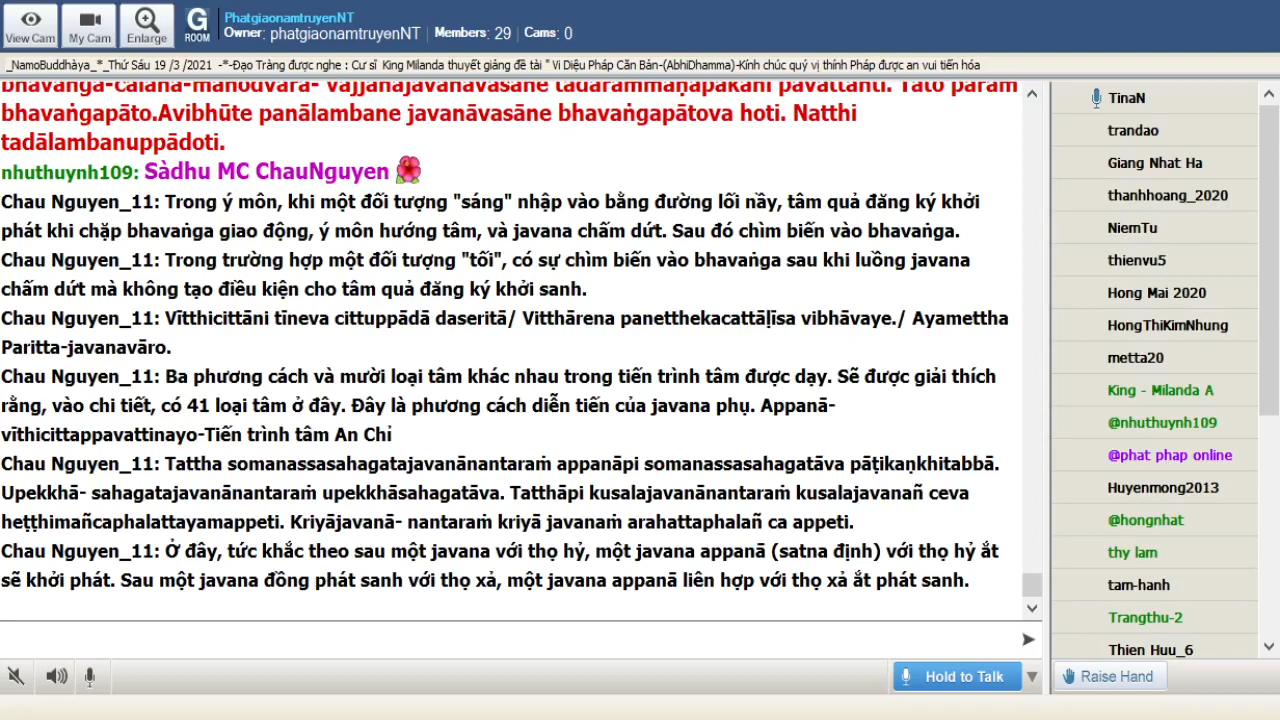 View Cam
My Cam
Enlarge
G
ROOM
PhatgiaonamtruyenNT
Owner: phatgiaonamtruyenNT | Members: 29 | Cams: 0
_NamoBuddhàya_*_Thứ Sáu 19 /3 /2021 -*-Đạo Tràng được nghe : Cư sĩ King Milanda thuyết giảng đề tài " Vi Diệu Pháp Căn Bản-(AbhiDhamma)-Kính chúc quý vị thính Pháp được an vui tiến hóa
bhavaṅga-calana-manodvārā- vajjanajavanāvasāne tadārammaṇapākāni pavattanti. Tato paraṁ
bhavaṅgapāto.Avibhūte panālambane javanāvasāne bhavaṅgapātova hoti. Natthi
tadālambanuppādoti.
nhuthuynh109: Sàdhu MC ChauNguyen
Chau Nguyen_11: Trong ý môn, khi một đối tượng "sáng" nhập vào bằng đường lối nầy, tâm quả đăng ký khởi
phát khi chặp bhavaṅga giao động, ý môn hướng tâm, và javana chấm dứt. Sau đó chìm biến vào bhavaṅga.
Chau Nguyen_11: Trong trường hợp một đối tượng "tối", có sự chìm biến vào bhavaṅga sau khi luồng javana
chấm dứt mà không tạo điều kiện cho tâm quả đăng ký khởi sanh.
Chau Nguyen_11: Vītthicittāni tīneva cittuppādā daseritā/ Vitthārena panetthekacattāḷīsa vibhāvaye./ Ayamettha
Paritta-javanavāro.
Chau Nguyen_11: Ba phương cách và mười loại tâm khác nhau trong tiến trình tâm được dạy. Sẽ được giải thích
rằng, vào chi tiết, có 41 loại tâm ở đây. Đây là phương cách diễn tiến của javana phụ. Appanā-
vīthicittappavattinayo-Tiến trình tâm An Chỉ
Chau Nguyen_11: Tattha somanassasahagatajavanānantaraṁ appanāpi somanassasahagatāva pāṭikaṇkhitabbā.
Upekkhā- sahagatajavanānantaraṁ upekkhāsahagatāva. Tatthāpi kusalajavanānantaraṁ kusalajavanañ ceva
heṭṭhimañcaphalattayamappeti. Kriyājavanā- nantaraṁ kriyā javanaṁ arahattaphalañ ca appeti.
Chau Nguyen_11: Ở đây, tức khắc theo sau một javana với thọ hỷ, một javana appanā (satna định) với thọ hỷ ắt
sẽ khởi phát. Sau một javana đồng phát sanh với thọ xả, một javana appanā liên hợp với thọ xả ắt phát sanh.
Hold to Talk
TinaN
trandao
Giang Nhat Ha
thanhhoang_2020
NiemTu
thienvu5
Hong Mai 2020
HongThiKimNhung
metta20
King - Milanda A
@nhuthuynh109
@phat phap online
Huyenmong2013
@hongnhat
thy lam
tam-hanh
Trangthu-2
Thien Huu_6
Raise Hand